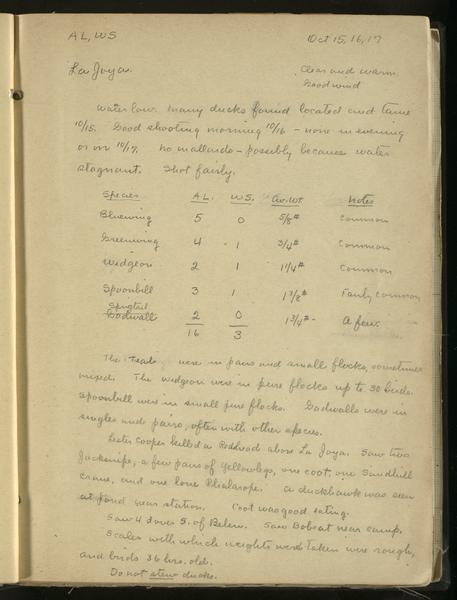 A L, WS Oct 15, 16, 17
La Joya. Clear and warm.
Good wind
Water low. Many ducks found located and tame
10/15. Good shooting morning 10/16 – none in evening
or on 10/17. No mallards – possibly because water
stagnant. Shot fairly.
Species A.L. W.S. Av. Wt. Notes
Bluewing 5 0 5/8# Common
Greenwing 4 1 3/4# Common
Widgeon 2 1 1 1/4# Common
Spoonbill 3 1 1 3/8# Fairly common
Sprigtail
Gadwall 2 0 1 3/4# - A few
16 3
The teal were in pairs and small flocks, sometimes
mixed. The widgeon were in pure flocks up to 30 birds.
Spoonbill were in small pure flocks. Gadwalls were in
singles and pairs, often with other species.
Lester Cooper killed a Redhead above La Joya. Saw two
Jacksnipe, a few pairs of yellowlegs, one coot, one Sandhill
crane, and one lone Phalarope. A duckhawk was seen
at pond near station. Coot was good eating.
Saw 4 doves S. of Belen. Saw Bobcat near camp.
Scales with which weights were taken were rough,
and birds 36 hrs. old.
Do not stew ducks.